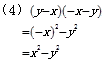 (4) (y-x)(-x-y)
=(-x)²-y²
=x²-y²